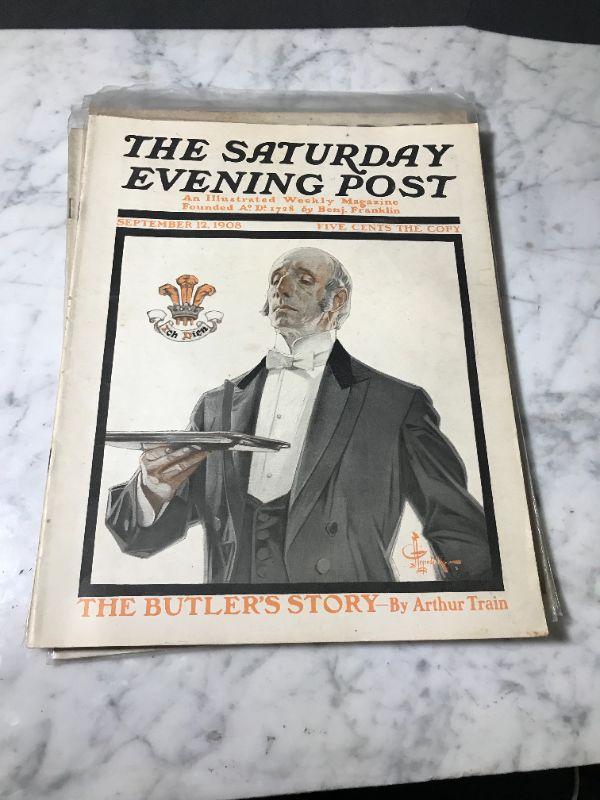 THE SATURDAY
EVENING POST
An Illustrated Weekly Magazine
Founded Aº. Dⁱ. 1728 by Benj. Franklin
SEPTEMBER 12, 1908 FIVE CENTS THE COPY
Ich Dien
THE BUTLER'S STORY—By Arthur Train